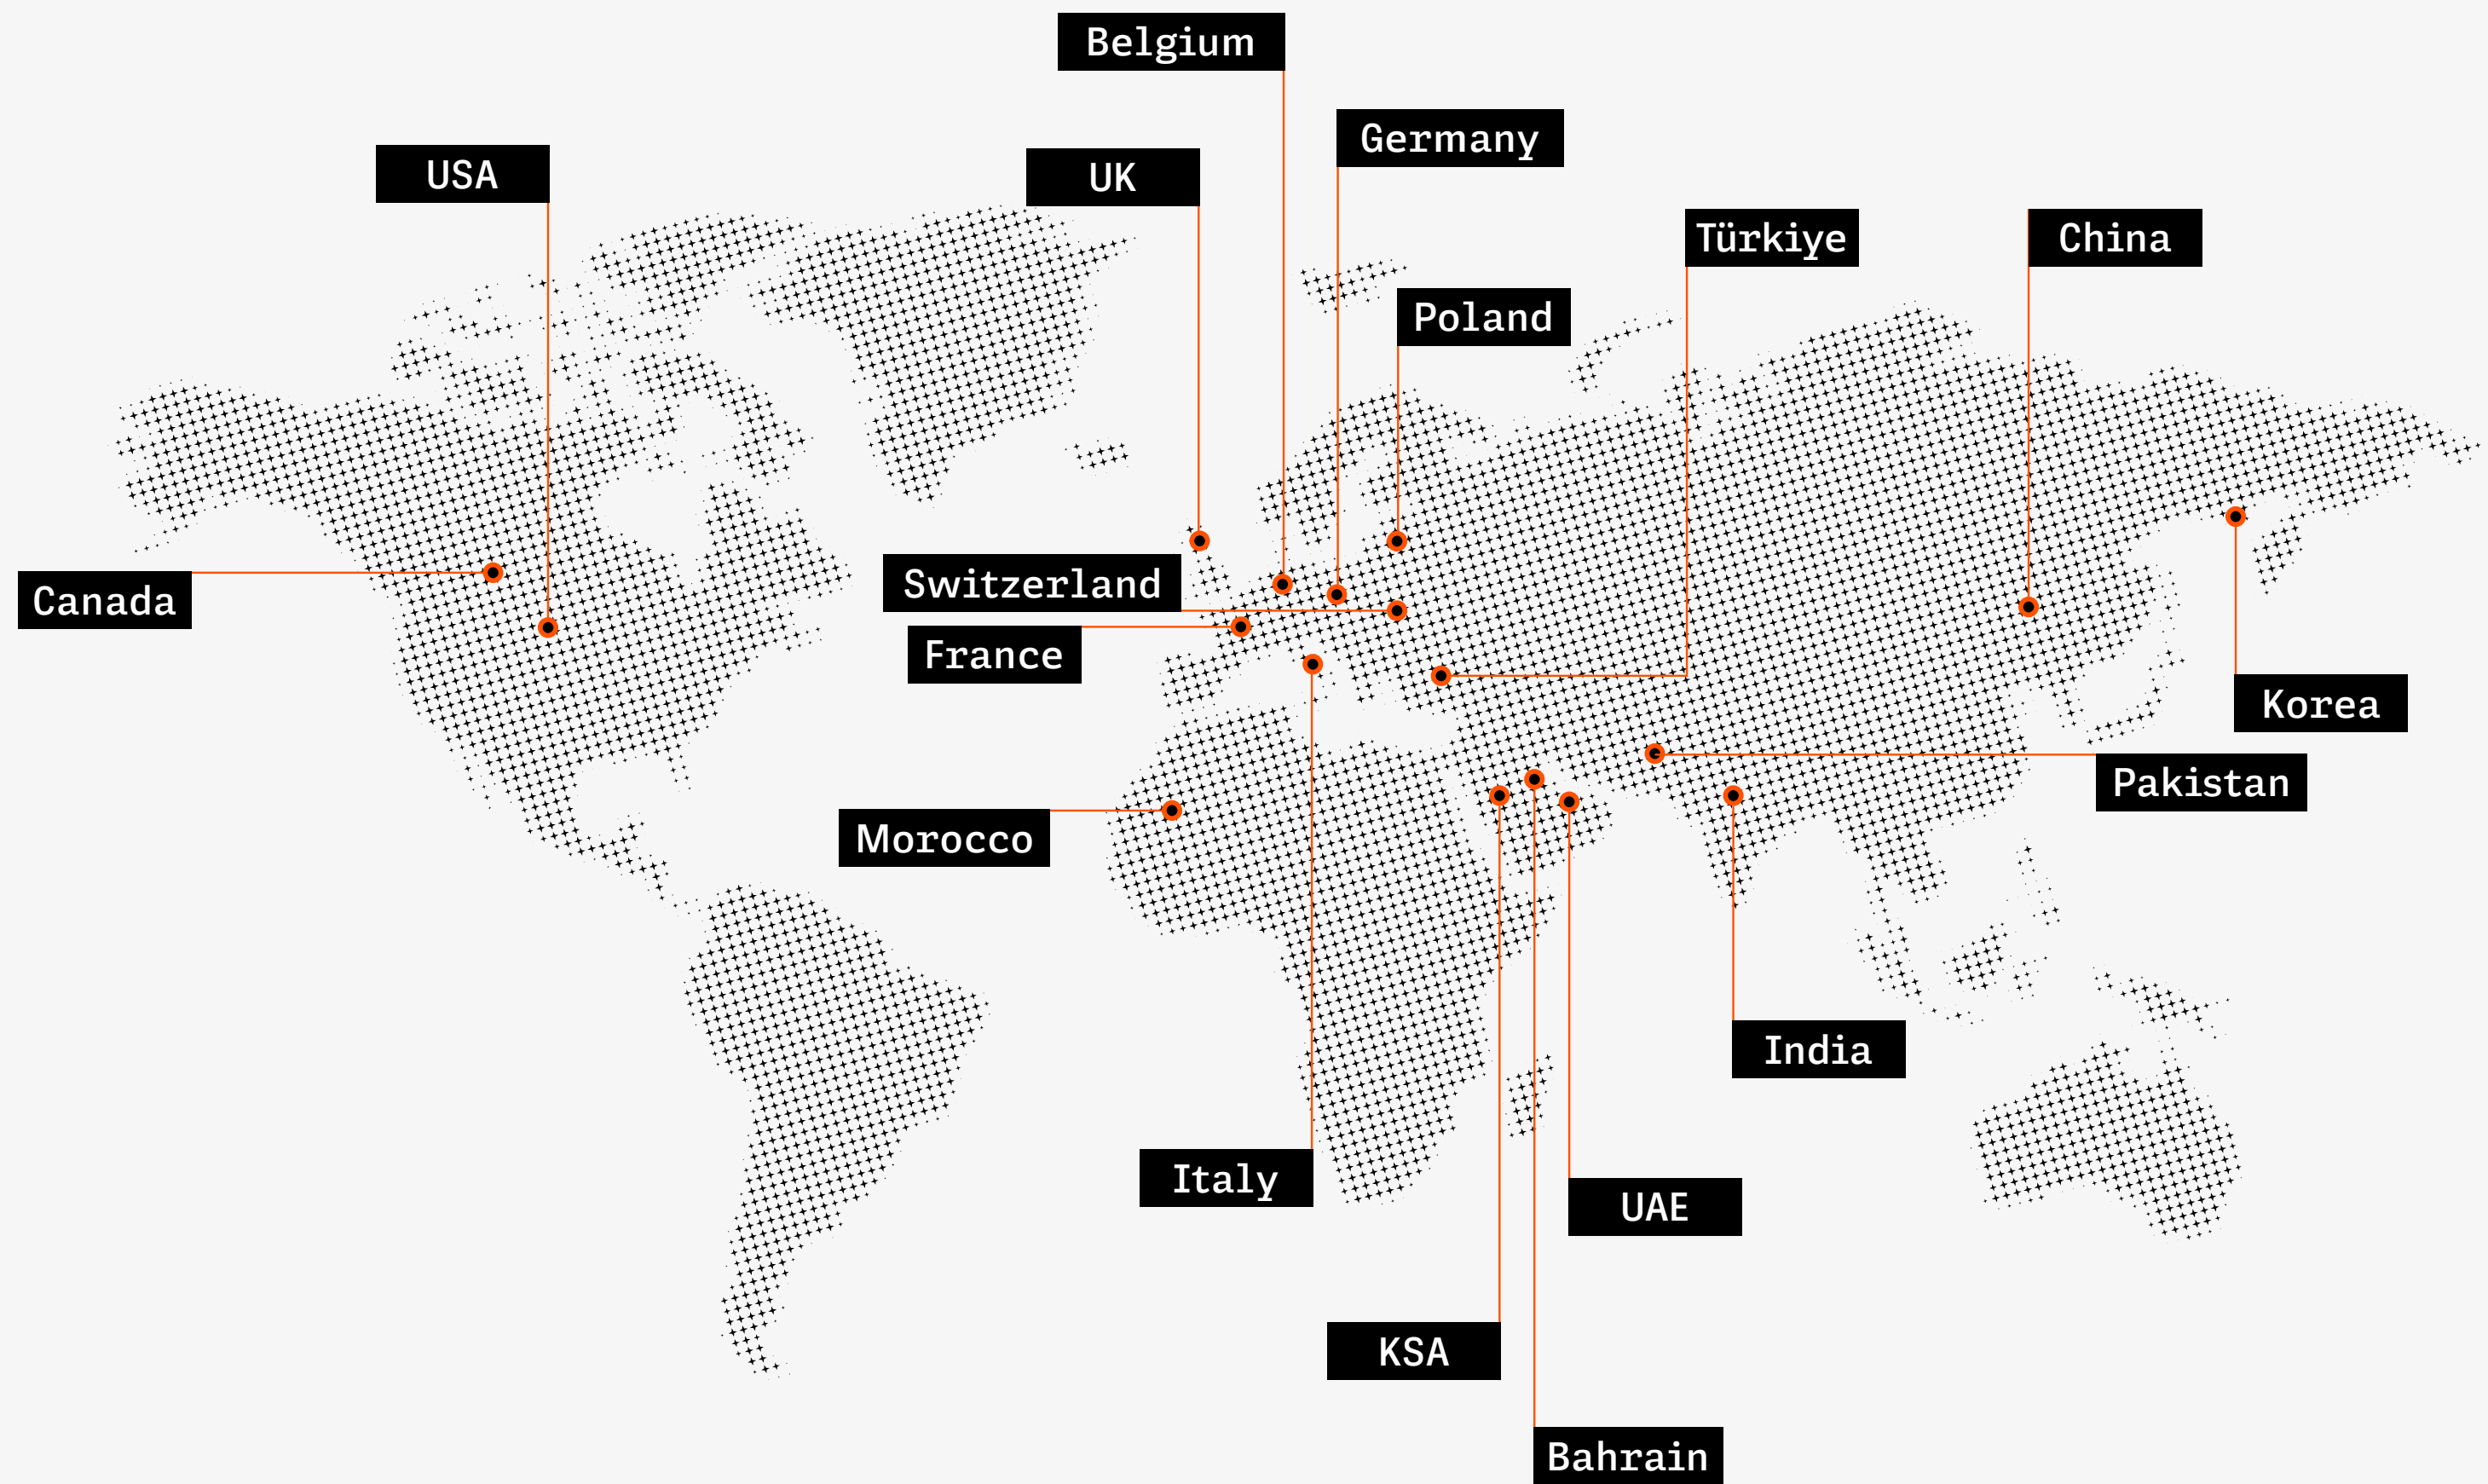 Belgium
Germany
USA
UK
Türkiye
China
Poland
Switzerland
Canada
France
Korea
Pakistan
Morocco
India
Italy
UAE
KSA
Bahrain